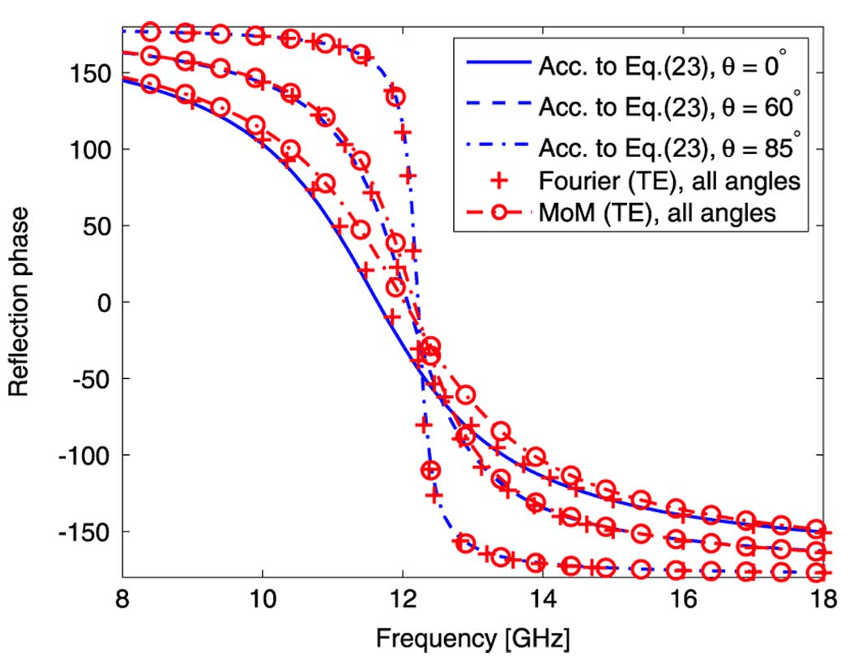 Acc. to Eq.(23), θ = 0°
Acc. to Eq.(23), θ = 60°
Acc. to Eq.(23), θ = 85°
Fourier (TE), all angles
MoM (TE), all angles
Reflection phase
150
100
50
0
-50
-100
-150
8 10 12 14 16 18
Frequency [GHz]